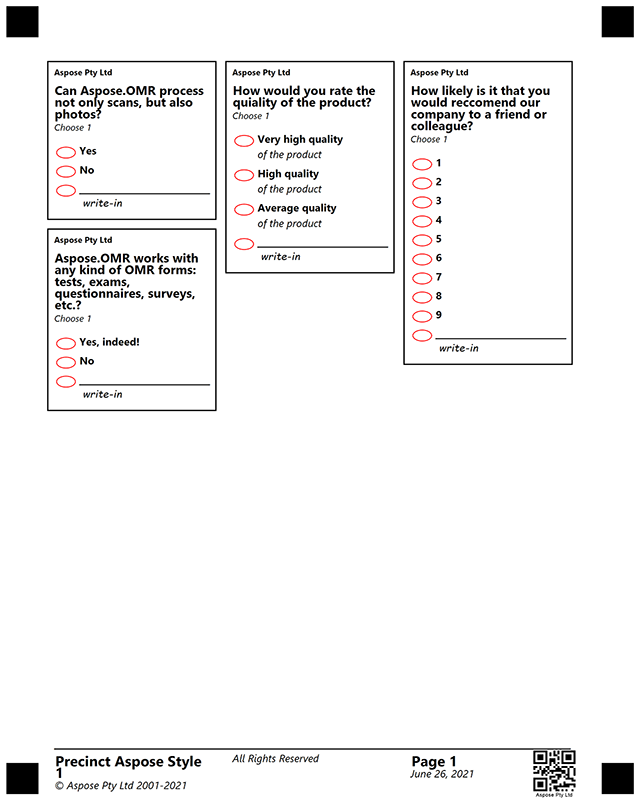 Aspose Pty Ltd
Can Aspose.OMR process
not only scans, but also
photos?
Choose 1
Yes
No
write-in
Aspose Pty Ltd
Aspose.OMR works with
any kind of OMR forms:
tests, exams,
questionnaires, surveys,
etc.?
Choose 1
Yes, indeed!
No
write-in
Aspose Pty Ltd
How would you rate the
quiality of the product?
Choose 1
Very high quality
of the product
High quality
of the product
Average quality
of the product
write-in
Aspose Pty Ltd
How likely is it that you
would reccomend our
company to a friend or
colleague?
Choose 1
1
2
3
4
5
6
7
8
9
write-in
Precinct Aspose Style
1
© Aspose Pty Ltd 2001-2021
All Rights Reserved
Page 1
June 26, 2021
Aspose Pty Ltd